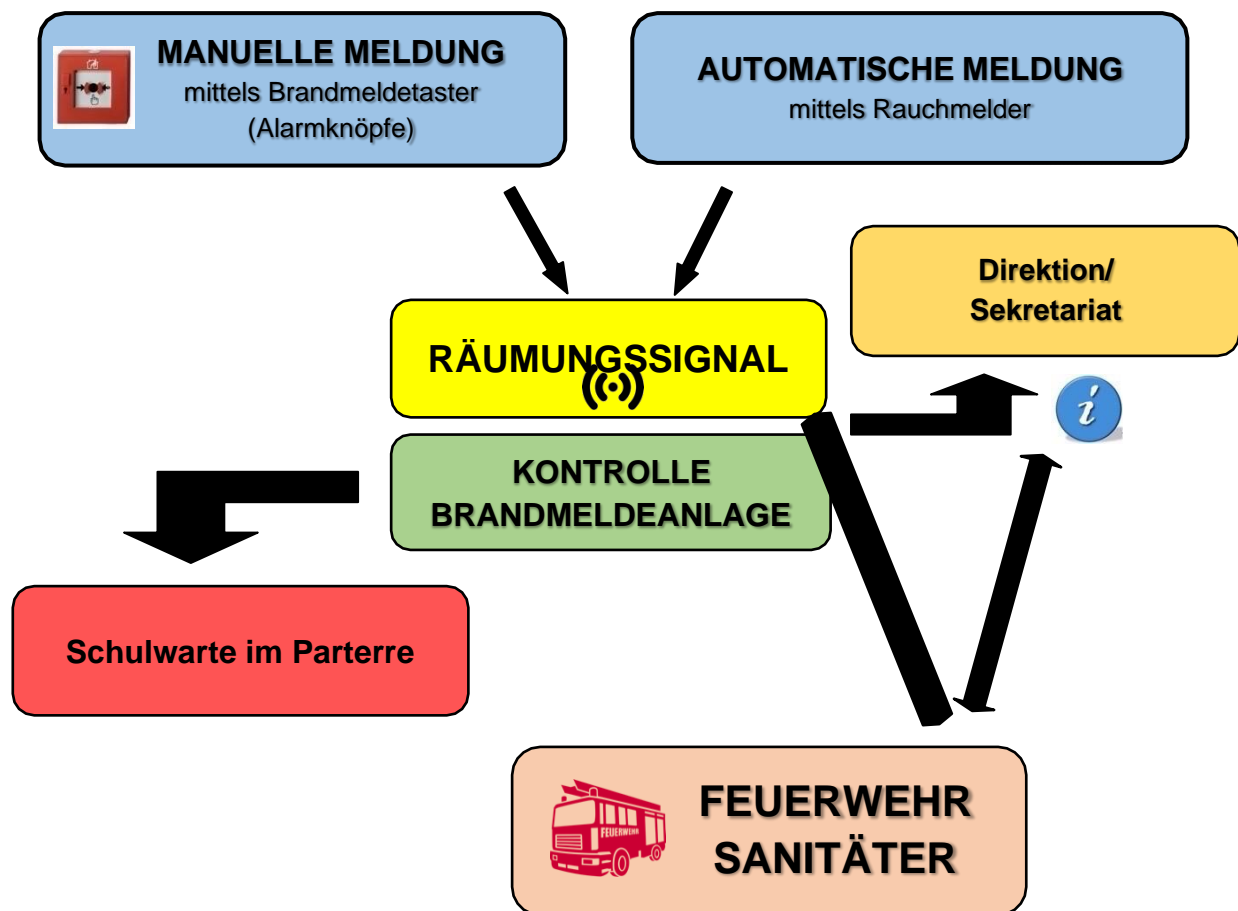 MANUELLE MELDUNG
mittels Brandmeldetaster
(Alarmknöpfe)
AUTOMATISCHE MELDUNG
mittels Rauchmelder
Direktion/
Sekretariat
RÄUMUNGSSIGNAL
i
KONTROLLE
BRANDMELDEANLAGE
Schulwarte im Parterre
FEUERWEHR
FEUERWEHR
SANITÄTER